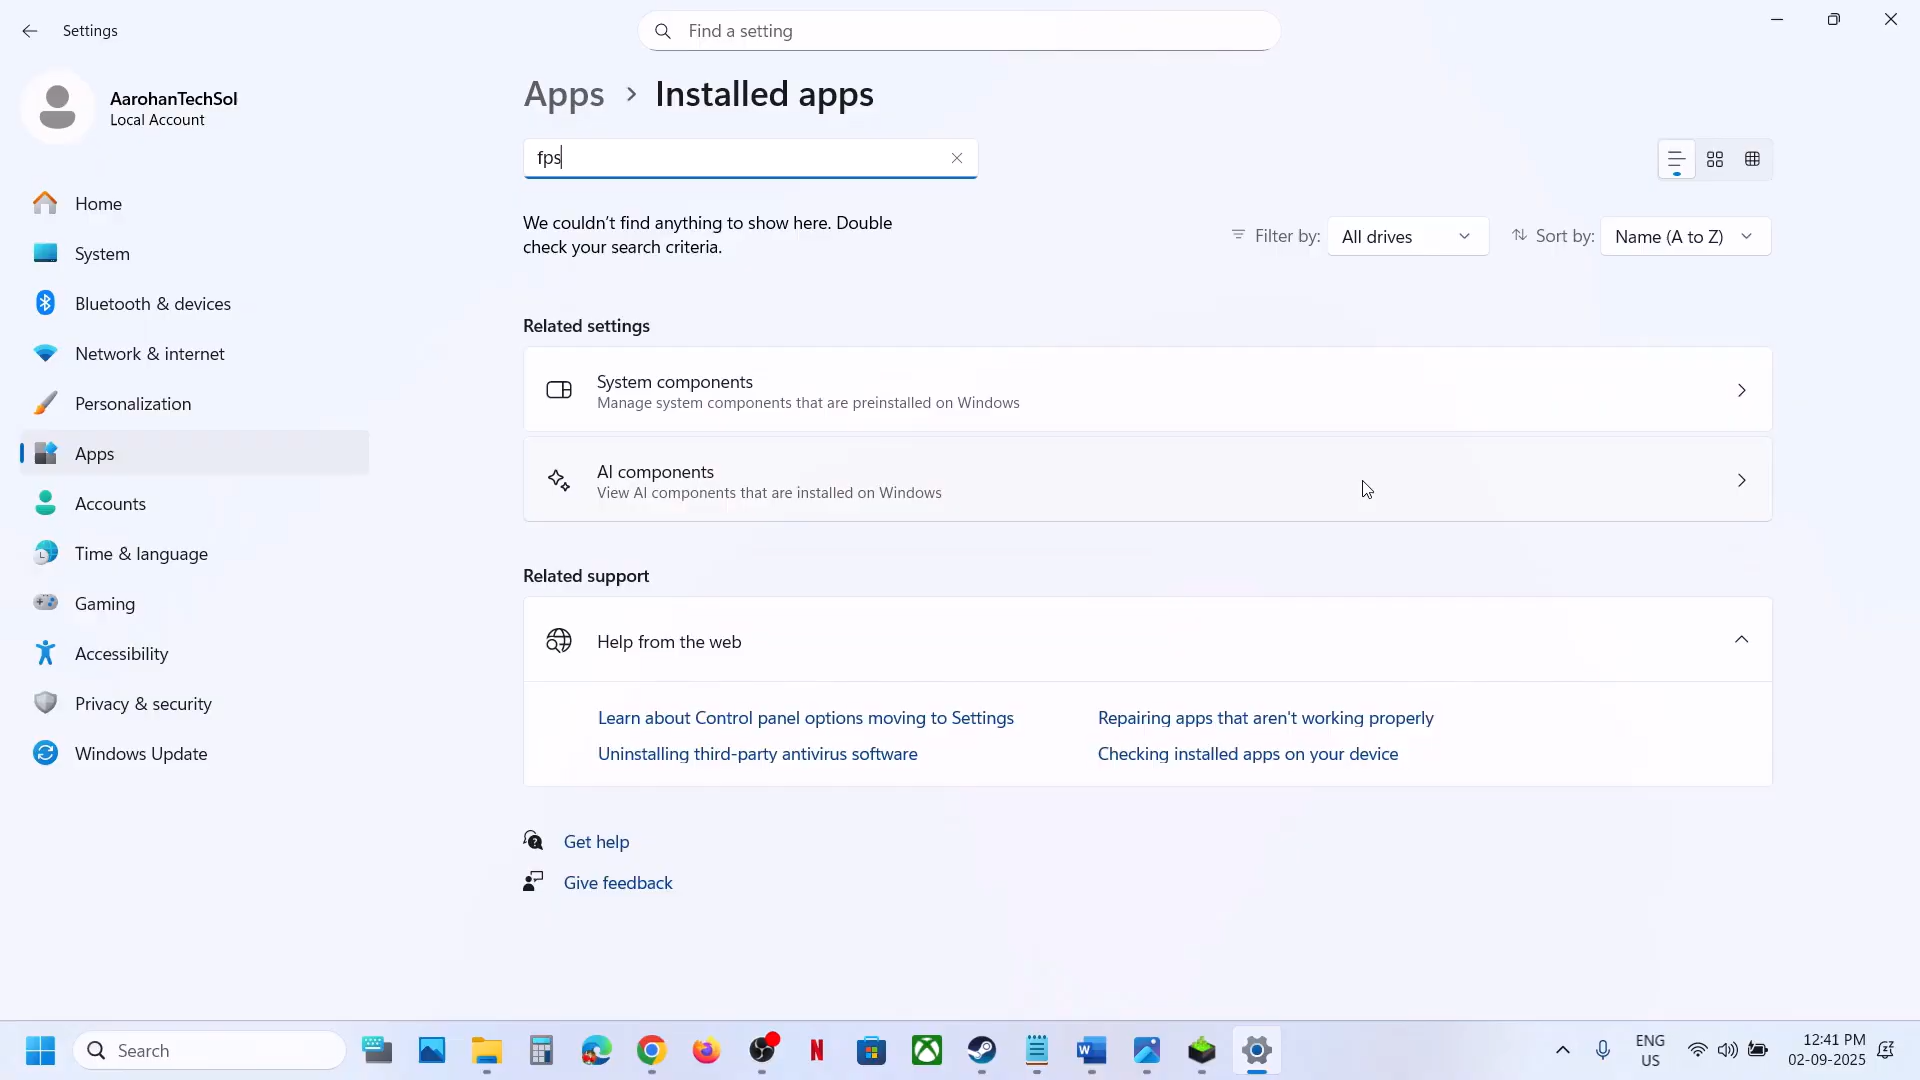 Settings
Find a setting
AarohanTechSol
Local Account
Home
System
Bluetooth & devices
Network & internet
Personalization
Apps
Accounts
Time & language
Gaming
Accessibility
Privacy & security
Windows Update
Apps > Installed apps
fps
We couldn't find anything to show here. Double
check your search criteria.
Filter by: All drives
Sort by: Name (A to Z)
Related settings
System components
Manage system components that are preinstalled on Windows
AI components
View AI components that are installed on Windows
Related support
Help from the web
Learn about Control panel options moving to Settings
Repairing apps that aren't working properly
Uninstalling third-party antivirus software
Checking installed apps on your device
Get help
Give feedback
Search
ENG
US
12:41 PM
02-09-2025